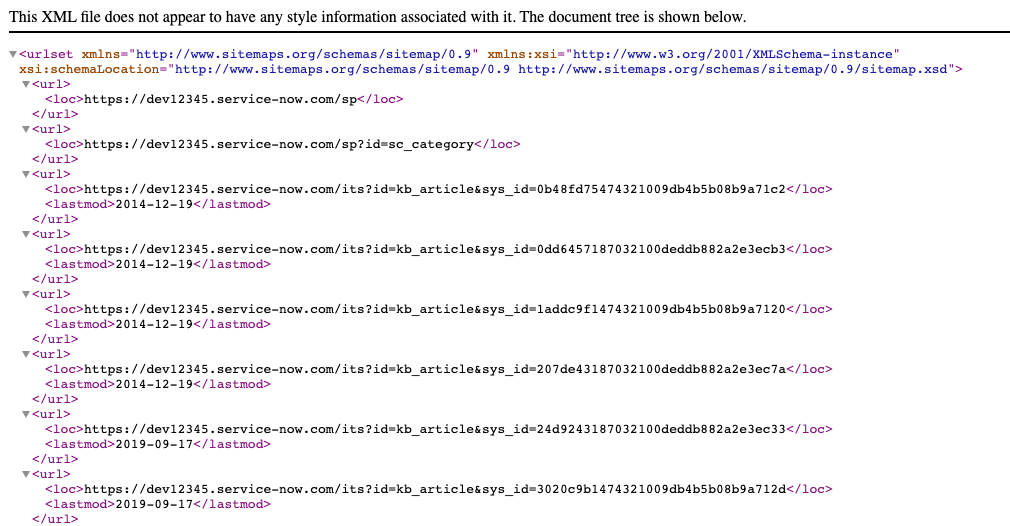 This XML file does not appear to have any style information associated with it. The document tree is shown below.
▼<urlset xmlns="http://www.sitemaps.org/schemas/sitemap/0.9" xmlns:xsi="http://www.w3.org/2001/XMLSchema-instance"
xsi:schemaLocation="http://www.sitemaps.org/schemas/sitemap/0.9 http://www.sitemaps.org/schemas/sitemap/0.9/sitemap.xsd">
▼<url>
<loc>https://dev12345.service-now.com/sp</loc>
</url>
▼<url>
<loc>https://dev12345.service-now.com/sp?id=sc_category</loc>
</url>
▼<url>
<loc>https://dev12345.service-now.com/its?id=kb_article&sys_id=0b48fd75474321009db4b5b08b9a71c2</loc>
<lastmod>2014-12-19</lastmod>
</url>
▼<url>
<loc>https://dev12345.service-now.com/its?id=kb_article&sys_id=0dd6457187032100deddb882a2e3ecb3</loc>
<lastmod>2014-12-19</lastmod>
</url>
▼<url>
<loc>https://dev12345.service-now.com/its?id=kb_article&sys_id=1addc9f1474321009db4b5b08b9a7120</loc>
<lastmod>2014-12-19</lastmod>
</url>
▼<url>
<loc>https://dev12345.service-now.com/its?id=kb_article&sys_id=207de43187032100deddb882a2e3ec7a</loc>
<lastmod>2014-12-19</lastmod>
</url>
▼<url>
<loc>https://dev12345.service-now.com/its?id=kb_article&sys_id=24d9243187032100deddb882a2e3ec33</loc>
<lastmod>2019-09-17</lastmod>
</url>
▼<url>
<loc>https://dev12345.service-now.com/its?id=kb_article&sys_id=3020c9b1474321009db4b5b08b9a712d</loc>
<lastmod>2019-09-17</lastmod>
</url>